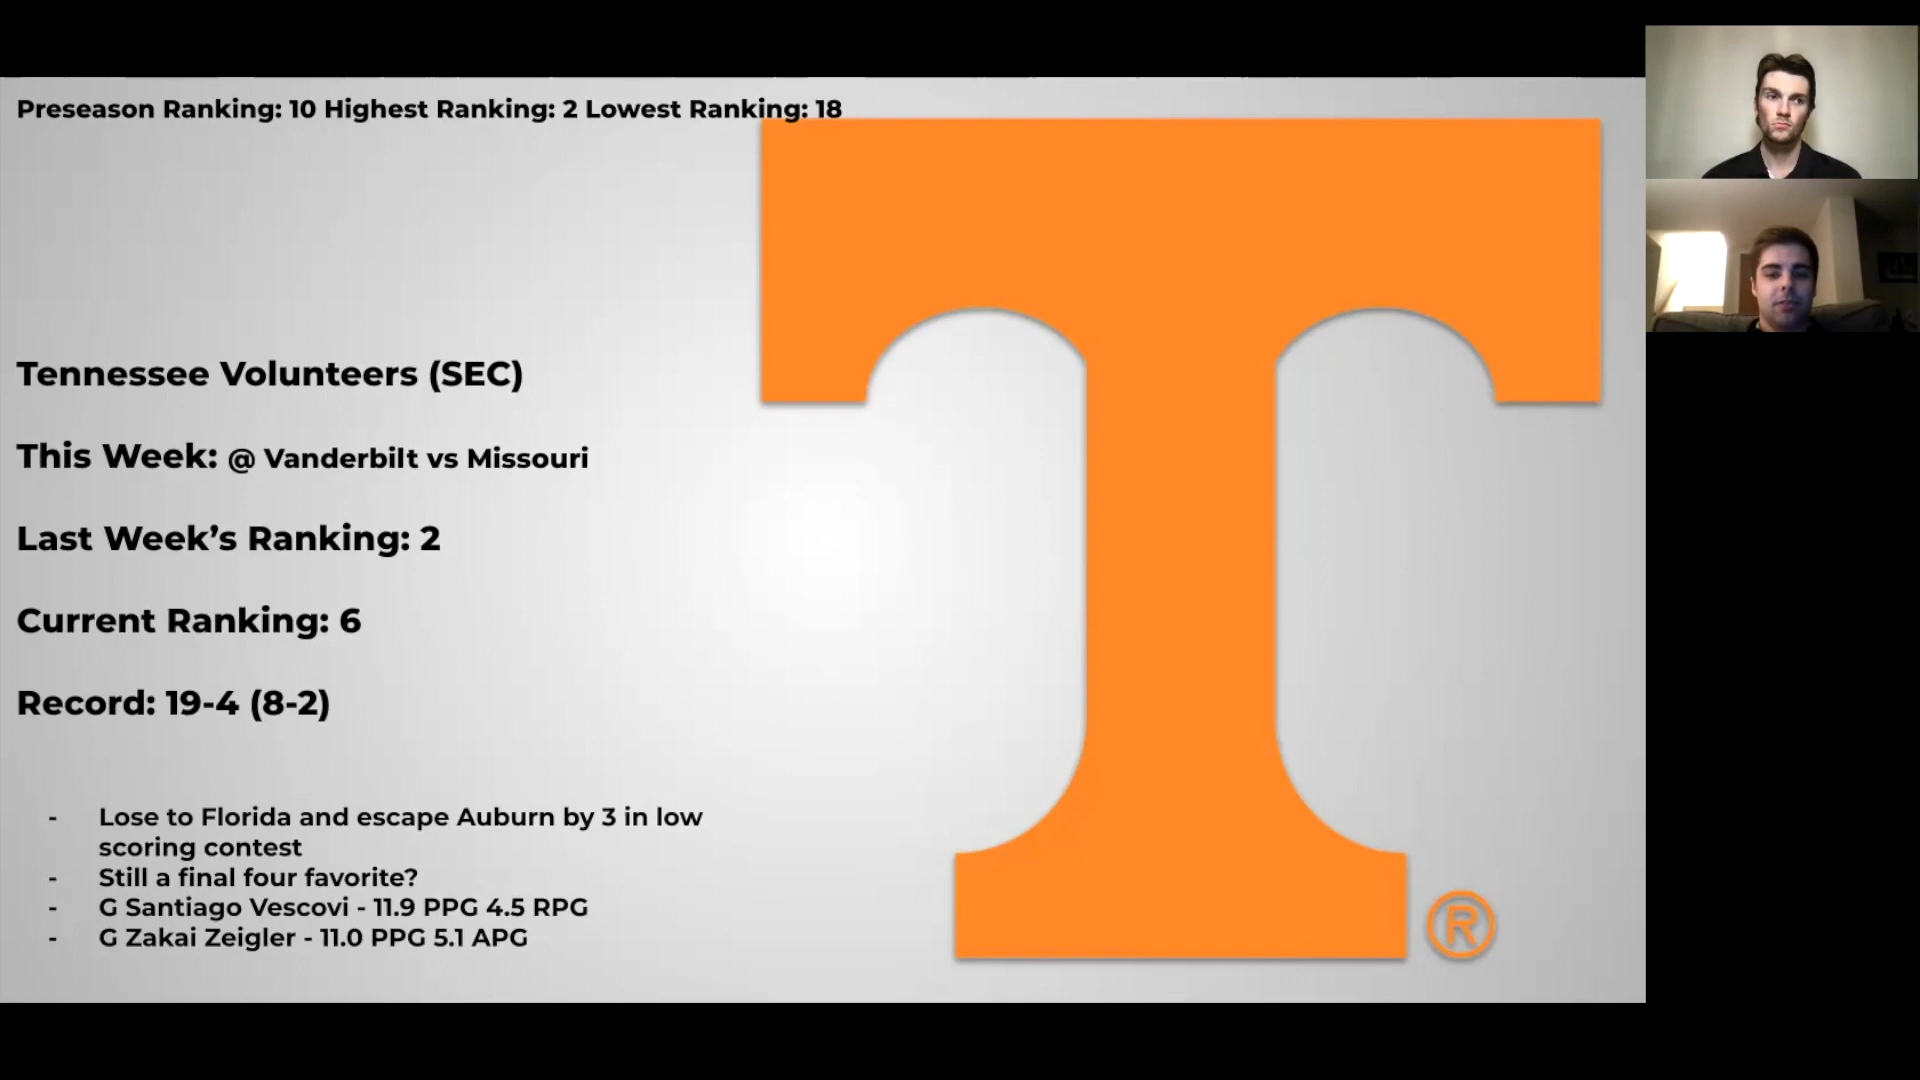 Preseason Ranking: 10 Highest Ranking: 2 Lowest Ranking: 18
Tennessee Volunteers (SEC)
This Week: @ Vanderbilt vs Missouri
Last Week’s Ranking: 2
Current Ranking: 6
Record: 19-4 (8-2)
- Lose to Florida and escape Auburn by 3 in low
scoring contest
- Still a final four favorite?
- G Santiago Vescovi - 11.9 PPG 4.5 RPG
- G Zakai Zeigler - 11.0 PPG 5.1 APG
T
®